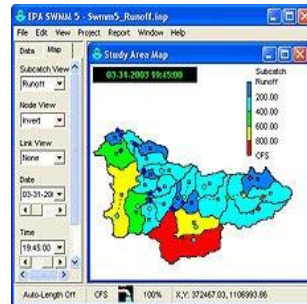 EPA SWMM 5 - Swmm5_Runoff.inp
File Edit View Project Report Window Help
Data Map
Subcatch View
Runoff
Node View
Invert
Link View
None
Date
03-31-200
Time
19:45:00
Study Area Map
03-31-2003 19:45:00
Subcatch
Runoff
200.00
400.00
600.00
800.00
CFS
Auto-Length Off CFS 100% X,Y: 372467.03, 1106993.86